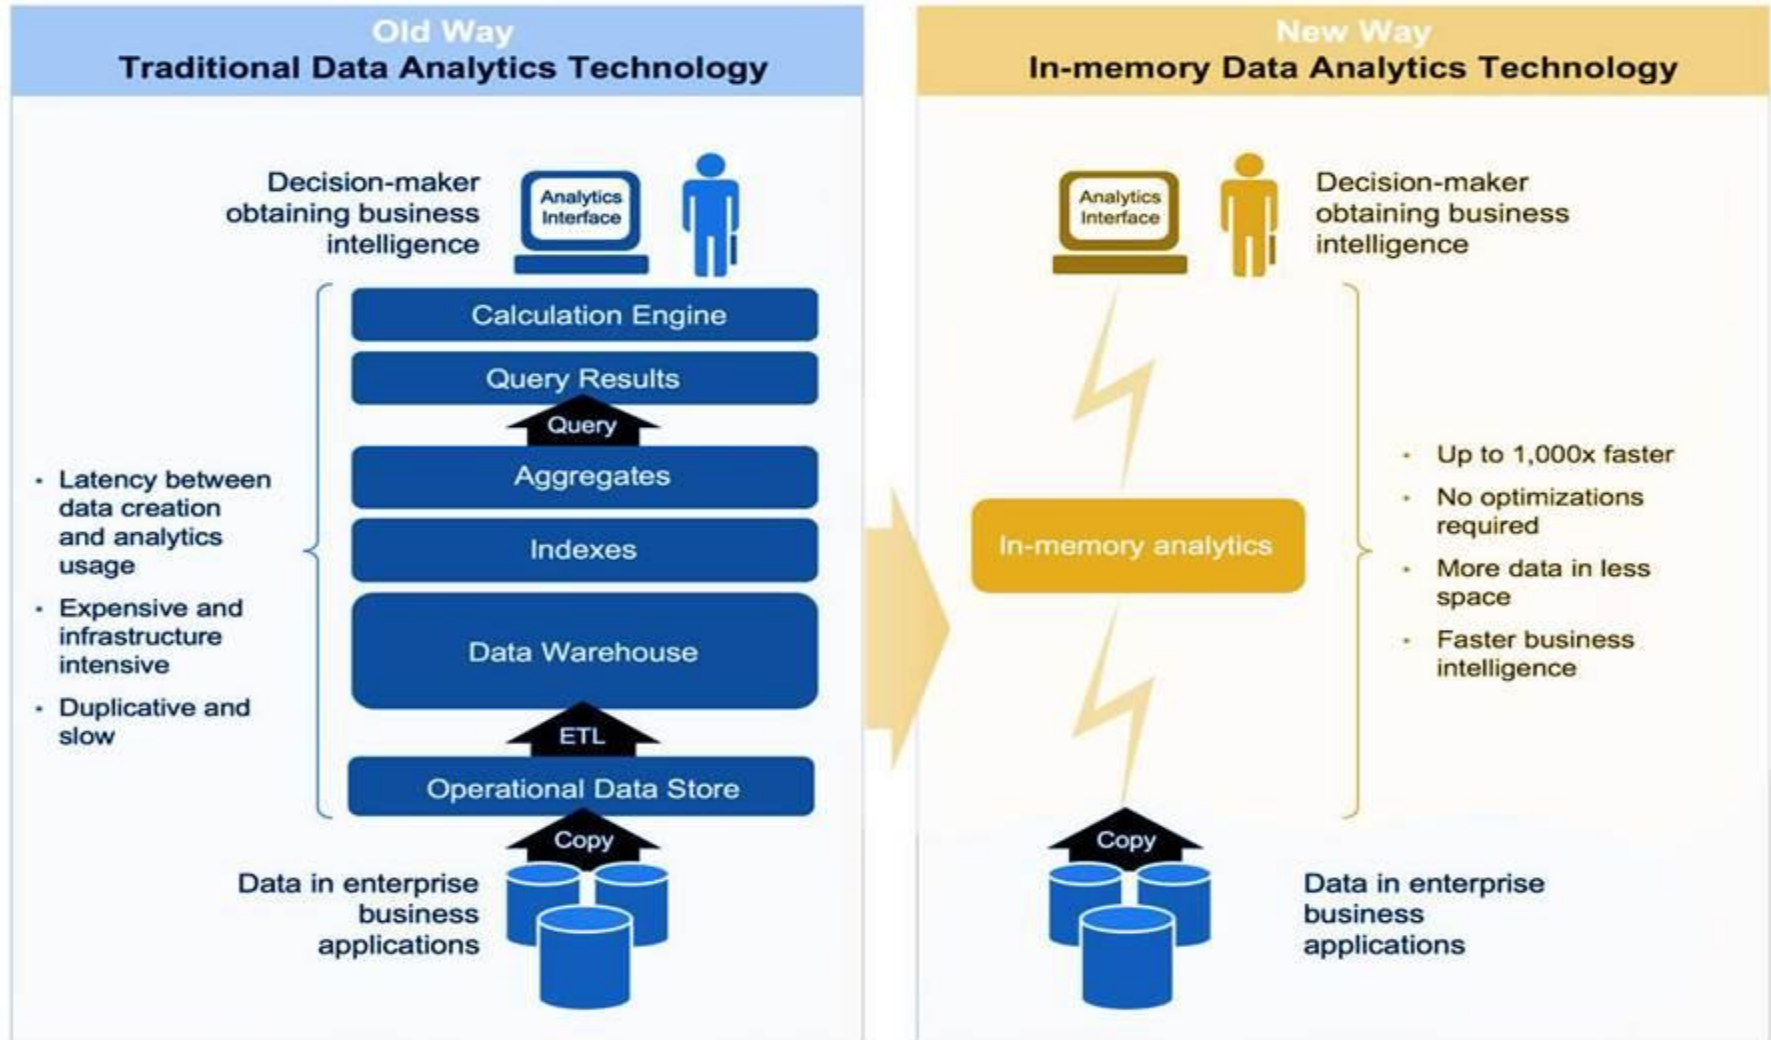 Old Way
Traditional Data Analytics Technology
Decision-maker
obtaining business
intelligence
Analytics
Interface
Calculation Engine
Query Results
Query
Aggregates
Indexes
Data Warehouse
ETL
Operational Data Store
Copy
• Latency between
data creation
and analytics
usage
• Expensive and
infrastructure
intensive
• Duplicative and
slow
Data in enterprise
business
applications
New Way
In-memory Data Analytics Technology
Analytics
Interface
Decision-maker
obtaining business
intelligence
In-memory analytics
• Up to 1,000x faster
• No optimizations
required
• More data in less
space
• Faster business
intelligence
Copy
Data in enterprise
business
applications